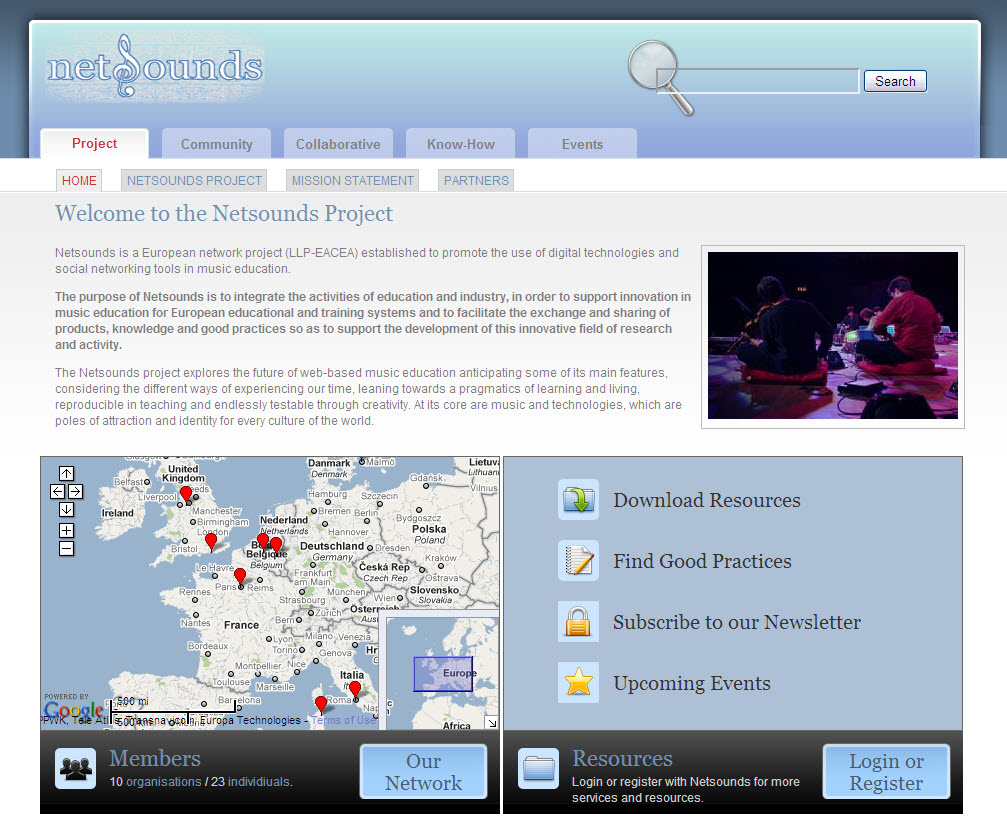 netsounds
Search
Project
Community
Collaborative
Know-How
Events
HOME
NETSOUNDS PROJECT
MISSION STATEMENT
PARTNERS
Welcome to the Netsounds Project
Netsounds is a European network project (LLP-EACEA) established to promote the use of digital technologies and
social networking tools in music education.
The purpose of Netsounds is to integrate the activities of education and industry, in order to support innovation in
music education for European educational and training systems and to facilitate the exchange and sharing of
products, knowledge and good practices so as to support the development of this innovative field of research
and activity.
The Netsounds project explores the future of web-based music education anticipating some of its main features,
considering the different ways of experiencing our time, leaning towards a pragmatics of learning and living,
reproducible in teaching and endlessly testable through creativity. At its core are music and technologies, which are
poles of attraction and identity for every culture of the world.
Danmark
Denmark
Malmö
Lithuan
Vilnius
United
Kingdom
Belfast
Liverpool
Leeds
Ireland
Manchester
Birmingham
London
Bristol
Hamburg
Bremen
Berlin
Hannover
Szczecin
Gdańsk
Bydgoszcz
Polska
Poland
Nederland
Netherlands
Belgique
Belgium
Deutschland
Germany
Dresden
Frankfurt
am Main
Česká Rep
Czech Rep
Kraków
Ostrava
Slovensko
Slovakia
Le Havre
Paris
Reims
Rennes
Nantes
Strasbourg
München
Wien
Zürich
Österreich
Bern
France
Lyon
Milano
Venezia
Genova
Bordeaux
Montpellier
Nice
Toulouse
Marseille
Italia
Italy
Roma
Barcelona
Europe
Africa
500 mi
500 km
POWERED BY
Google
Europa Technologies - Terms of Use
Download Resources
Find Good Practices
Subscribe to our Newsletter
Upcoming Events
Members
10 organisations / 23 individiuals.
Our
Network
Resources
Login or register with Netsounds for more
services and resources.
Login or
Register